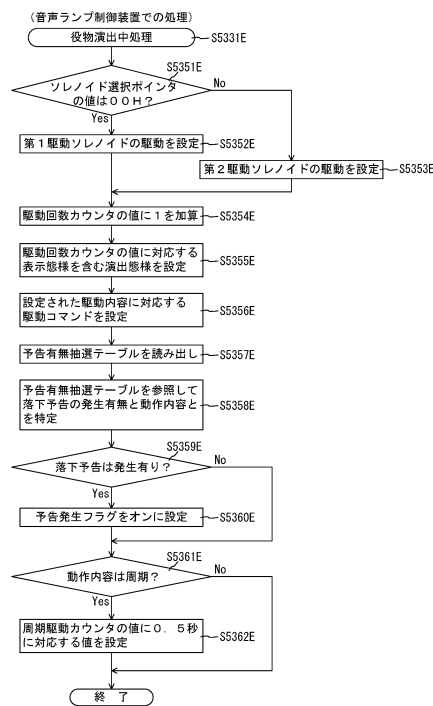 (音声ランプ制御装置での処理)
役物演出中処理
S5331E
S5351E
ソレノイド選択ポインタ
の値は00H?
No
Yes
第1駆動ソレノイドの駆動を設定
S5352E
第2駆動ソレノイドの駆動を設定
S5353E
駆動回数カウンタの値に1を加算
S5354E
駆動回数カウンタの値に対応する
表示態様を含む演出態様を設定
S5355E
設定された駆動内容に対応する
駆動コマンドを設定
S5356E
予告有無抽選テーブルを読み出し
S5357E
予告有無抽選テーブルを参照して
落下予告の発生有無と動作内容と
を特定
S5358E
S5359E
落下予告は発生有り?
No
Yes
予告発生フラグをオンに設定
S5360E
S5361E
動作内容は周期?
No
Yes
周期駆動カウンタの値に0.5秒
に対応する値を設定
S5362E
終 了